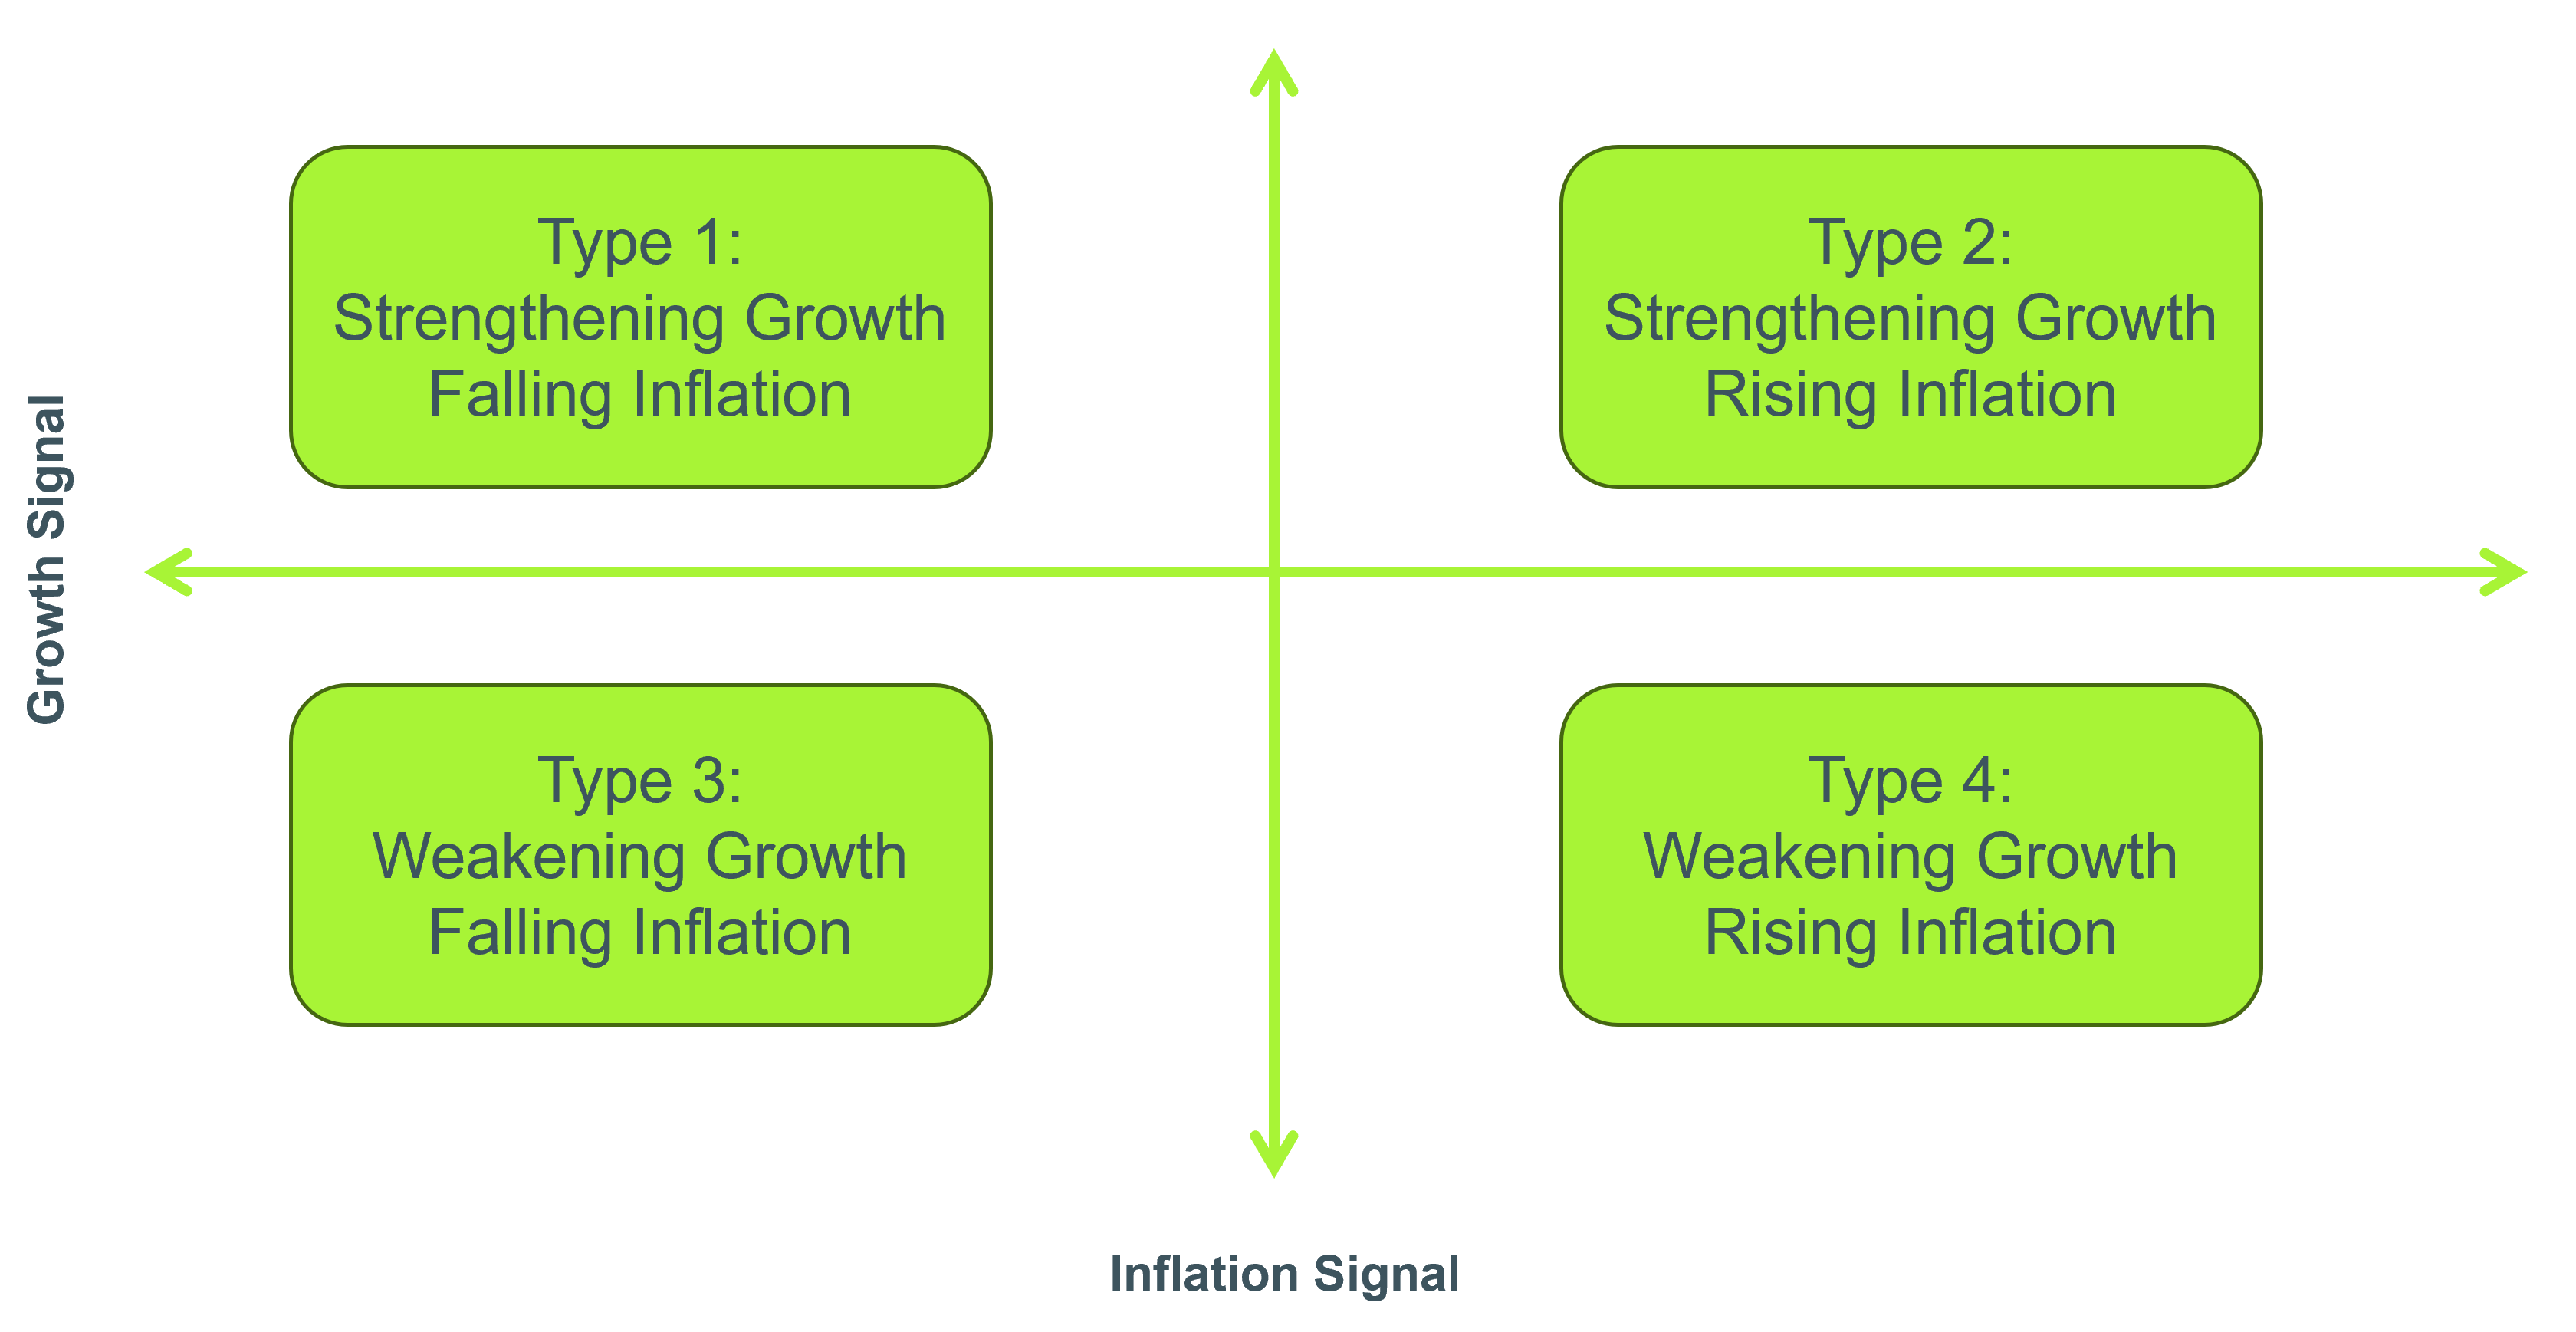 Type 1:
Strengthening Growth
Falling Inflation
Type 2:
Strengthening Growth
Rising Inflation
Growth Signal
Type 3:
Weakening Growth
Falling Inflation
Type 4:
Weakening Growth
Rising Inflation
Inflation Signal